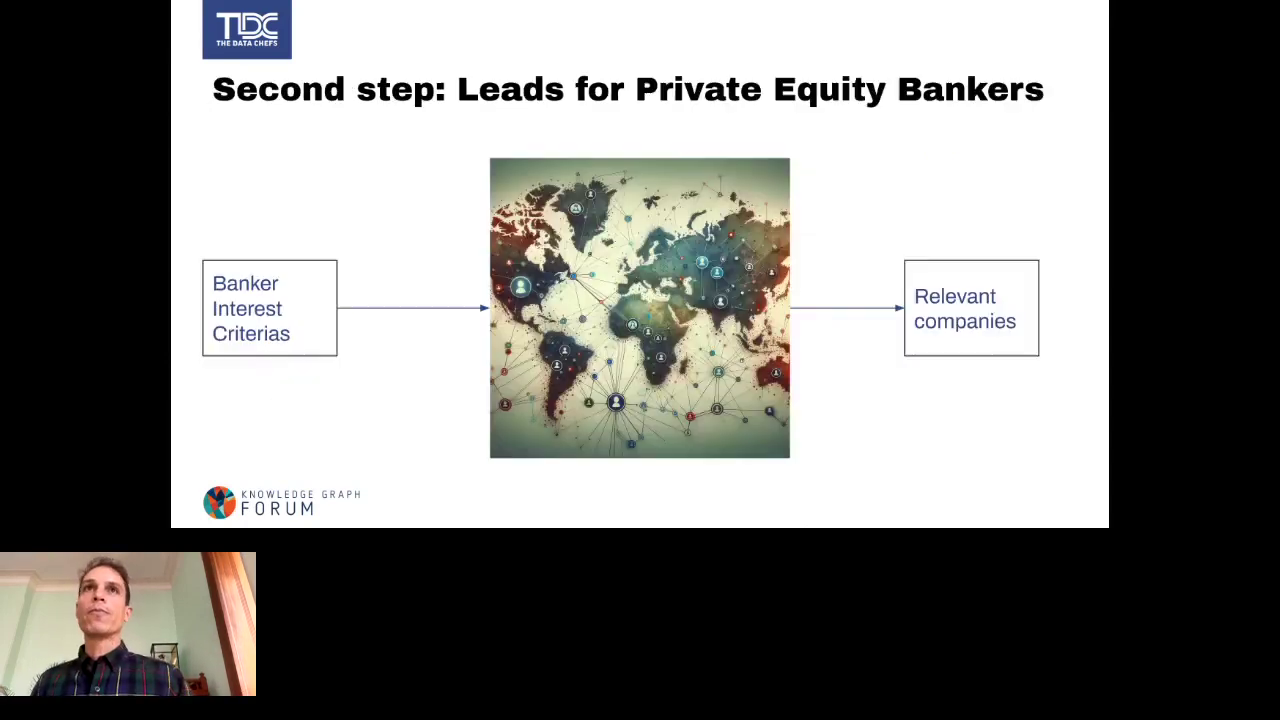 TDC
THE DATA CHEFS
Second step: Leads for Private Equity Bankers
Banker
Interest
Criterias
Relevant
companies
KNOWLEDGE GRAPH
FORUM